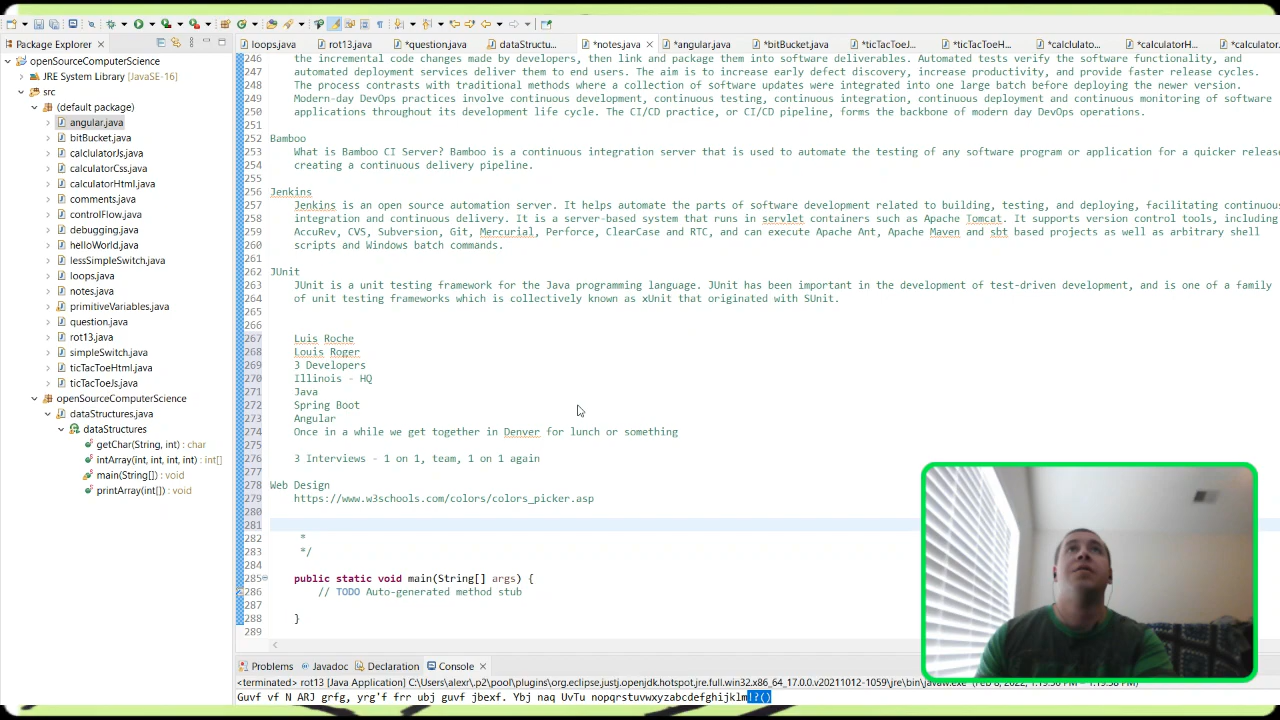 Package Explorer
loops.java
rot13.java
*question.java
dataStructu...
*notes.java
*angular.java
*bitBucket.java
*ticTacToeJ...
*ticTacToeH...
*calclulato...
*calculatorH...
*calculator
openSourceComputerScience
JRE System Library [JavaSE-16]
src
(default package)
angular.java
bitBucket.java
calclulatorJs.java
calculatorCss.java
calculatorHtml.java
comments.java
controlFlow.java
debugging.java
helloWorld.java
lessSimpleSwitch.java
loops.java
notes.java
primitiveVariables.java
question.java
rot13.java
simpleSwitch.java
ticTacToeHtml.java
ticTacToeJs.java
openSourceComputerScience
dataStructures.java
dataStructures
getChar(String, int) : char
intArray(int, int, int, int) : int[]
main(String[]) : void
printArray(int[]) : void
246 the incremental code changes made by developers, then link and package them into software deliverables. Automated tests verify the software functionality, and
247 automated deployment services deliver them to end users. The aim is to increase early defect discovery, increase productivity, and provide faster release cycles.
248 The process contrasts with traditional methods where a collection of software updates were integrated into one large batch before deploying the newer version.
249 Modern-day DevOps practices involve continuous development, continuous testing, continuous integration, continuous deployment and continuous monitoring of software
250 applications throughout its development life cycle. The CI/CD practice, or CI/CD pipeline, forms the backbone of modern day DevOps operations.
251
252 Bamboo
253 What is Bamboo CI Server? Bamboo is a continuous integration server that is used to automate the testing of any software program or application for a quicker release
254 creating a continuous delivery pipeline.
255
256 Jenkins
257 Jenkins is an open source automation server. It helps automate the parts of software development related to building, testing, and deploying, facilitating continuous
258 integration and continuous delivery. It is a server-based system that runs in servlet containers such as Apache Tomcat. It supports version control tools, including
259 AccuRev, CVS, Subversion, Git, Mercurial, Perforce, ClearCase and RTC, and can execute Apache Ant, Apache Maven and sbt based projects as well as arbitrary shell
260 scripts and Windows batch commands.
261
262 JUnit
263 JUnit is a unit testing framework for the Java programming language. JUnit has been important in the development of test-driven development, and is one of a family
264 of unit testing frameworks which is collectively known as xUnit that originated with SUnit.
265
266
267 Luis Roche
268 Louis Roger
269 3 Developers
270 Illinois - HQ
271 Java
272 Spring Boot
273 Angular
274 Once in a while we get together in Denver for lunch or something
275
276 3 Interviews - 1 on 1, team, 1 on 1 again
277
278 Web Design
279 https://www.w3schools.com/colors/colors_picker.asp
280
281
282 *
283 */
284
285 public static void main(String[] args) {
286 // TODO Auto-generated method stub
287
288 }
289
Problems
Javadoc
Declaration
Console
<terminated> rot13 [Java Application] C:\Users\alexr\.p2\pool\plugins\org.eclipse.justj.openjdk.hotspot.jre.full.win32.x86_64_17.0.0.v20211012-1059\jre\bin\javaw.exe
Guvf vf N ARJ grfg, yrg'f frr ubj guvf jbexf. Ybj naq UvTu nopqrstuvwxyzabcdefghijklm!?()